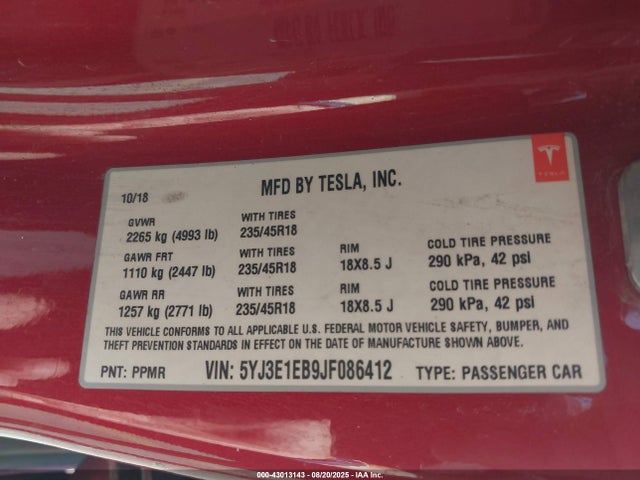 10/18
MFD BY TESLA, INC.
TESLA
GVWR
2265 kg (4993 lb)
WITH TIRES
235/45R18
GAWR FRT
1110 kg (2447 lb)
WITH TIRES
235/45R18
RIM
18X8.5 J
COLD TIRE PRESSURE
290 kPa, 42 psi
GAWR RR
1257 kg (2771 lb)
WITH TIRES
235/45R18
RIM
18X8.5 J
COLD TIRE PRESSURE
290 kPa, 42 psi
THIS VEHICLE CONFORMS TO ALL APPLICABLE U.S. FEDERAL MOTOR VEHICLE SAFETY, BUMPER, AND
THEFT PREVENTION STANDARDS IN EFFECT ON THE DATE OF MANUFACTURE SHOWN ABOVE.
PNT: PPMR VIN: 5YJ3E1EB9JF086412 TYPE: PASSENGER CAR
000-43013143 - 08/20/2025 - IAAI.COM